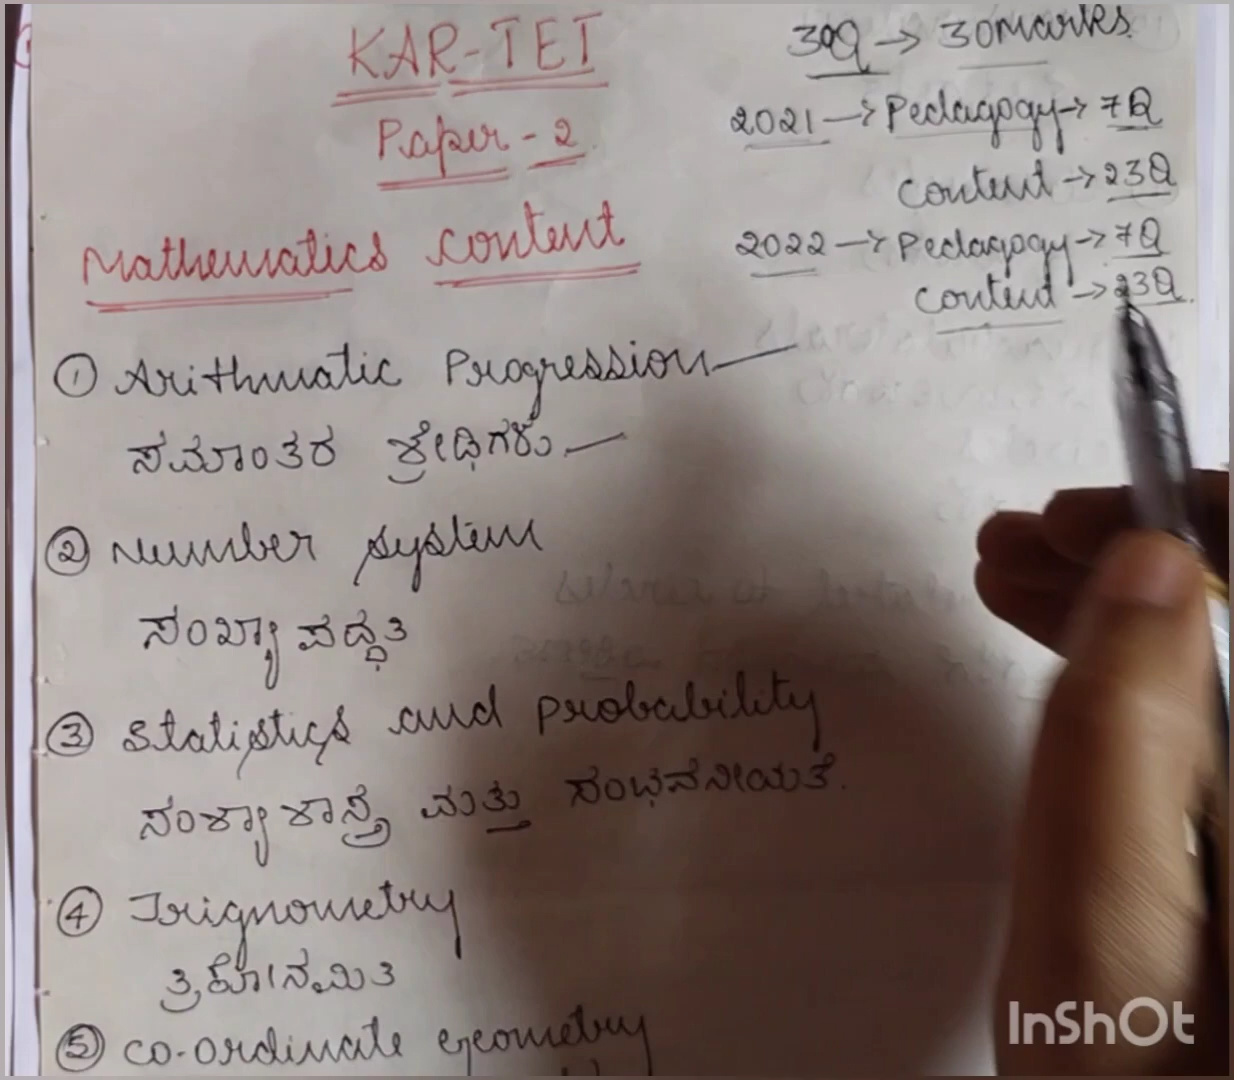 KAR-TET
Paper - 2
Mathematics content
30Q → 30Marks
2021 → Pedagogy → 7Q
content → 23Q
2022 → Pedagogy → 7Q
content → 23Q
① Arithmatic Progression
ಸಮಾಂತರ ಶ್ರೇಢಿಗಳು
② Number system
ಸಂಖ್ಯಾ ಪದ್ಧತಿ
③ Statistics and probability
ಸಂಖ್ಯಾಶಾಸ್ತ್ರ ಮತ್ತು ಸಂಭವನೀಯತೆ.
④ Trignometry
ತ್ರಿಕೋನಮಿತಿ
⑤ co-ordinate geometry
InShOt